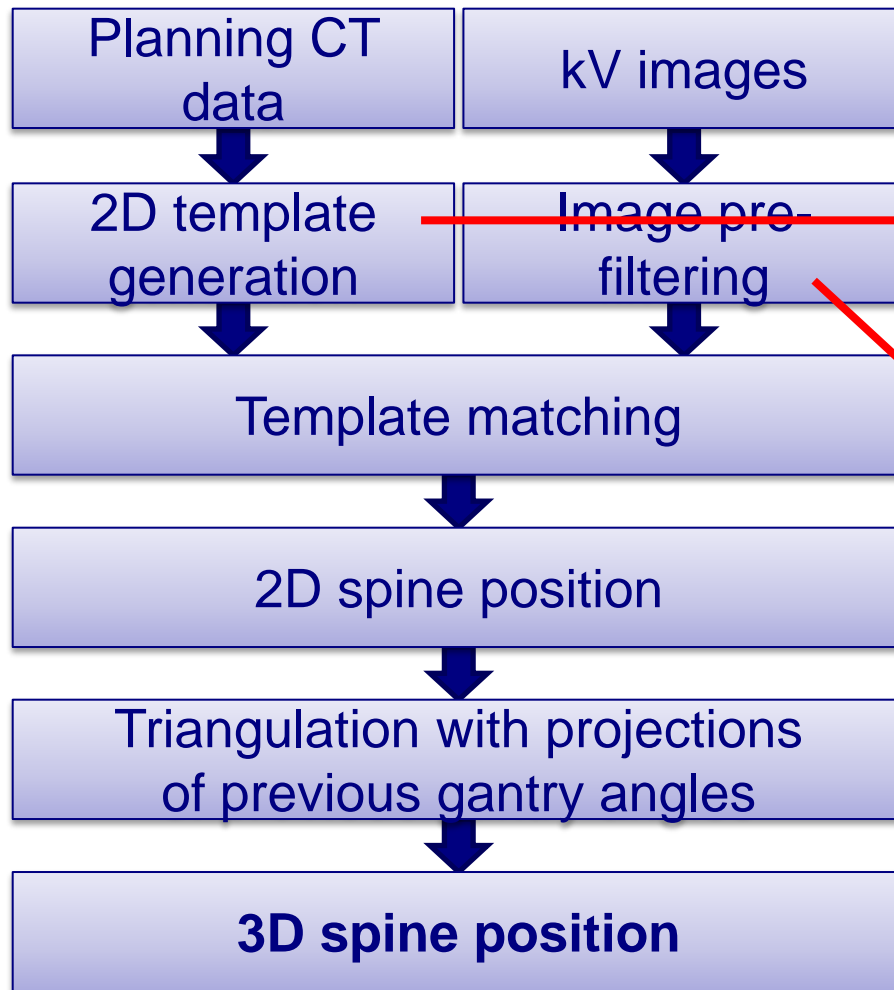 Planning CT
data
kV images
2D template
generation
Image pre-
filtering
Template matching
2D spine position
Triangulation with projections
of previous gantry angles
3D spine position